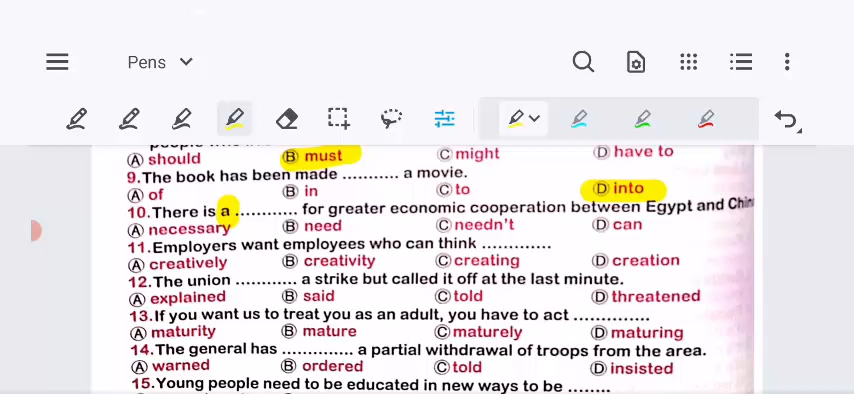 Pens
Ⓐ should Ⓑ must Ⓒ might Ⓓ have to
9.The book has been made ........... a movie.
Ⓐ of Ⓑ in Ⓒ to Ⓓ into
10.There is a ............ for greater economic cooperation between Egypt and
Ⓐ necessary Ⓑ need Ⓒ needn't Ⓓ can
11.Employers want employees who can think .............
Ⓐ creatively Ⓑ creativity Ⓒ creating Ⓓ creation
12.The union ............ a strike but called it off at the last minute.
Ⓐ explained Ⓑ said Ⓒ told Ⓓ threatened
13.If you want us to treat you as an adult, you have to act ..............
Ⓐ maturity Ⓑ mature Ⓒ maturely Ⓓ maturing
14.The general has .............. a partial withdrawal of troops from the area.
Ⓐ warned Ⓑ ordered Ⓒ told Ⓓ insisted
15.Young people need to be educated in new ways to be ........